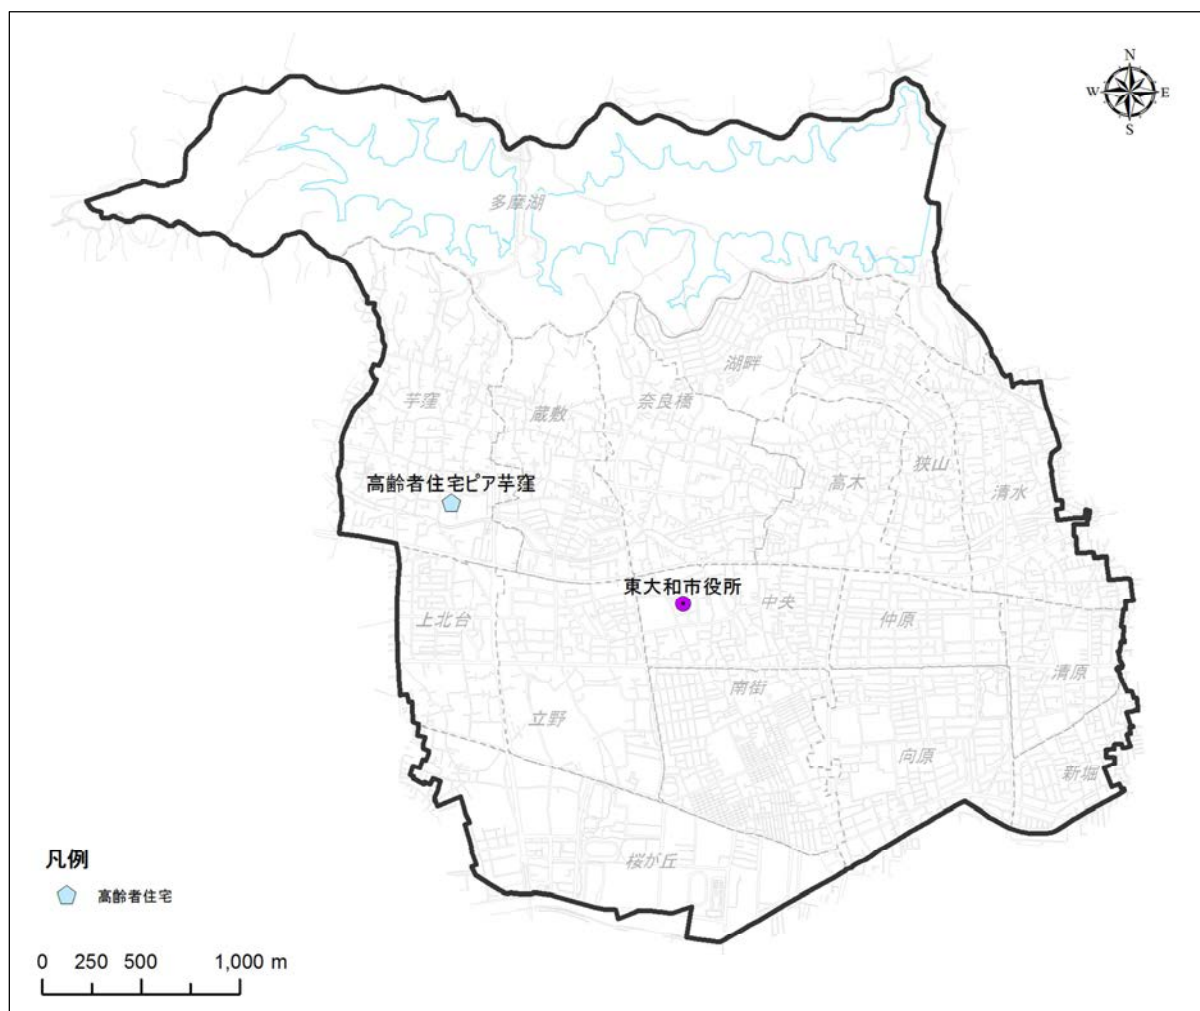 N
W E
S
多摩湖
湖畔
芋窪
蔵敷
奈良橋
狭山
高木
清水
高齢者住宅ピア芋窪
東大和市役所
中央
上北台
仲原
清原
南街
立野
向原
新堀
桜が丘
凡例
高齢者住宅
0 250 500 1,000 m